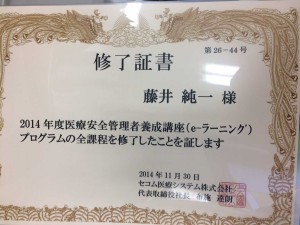 第26-44号
修了証書
藤井 純一 様
2014年度医療安全管理者養成講座(e-ラーニング)
プログラムの全課程を修了したことを証します
2014年11月30日
セコム医療システム株式会社
代表取締役社長 布施 達朗